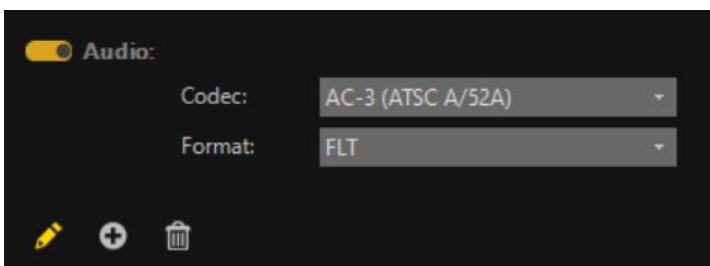 Audio:
Codec: AC-3 (ATSC A/52A)
Format: FLT